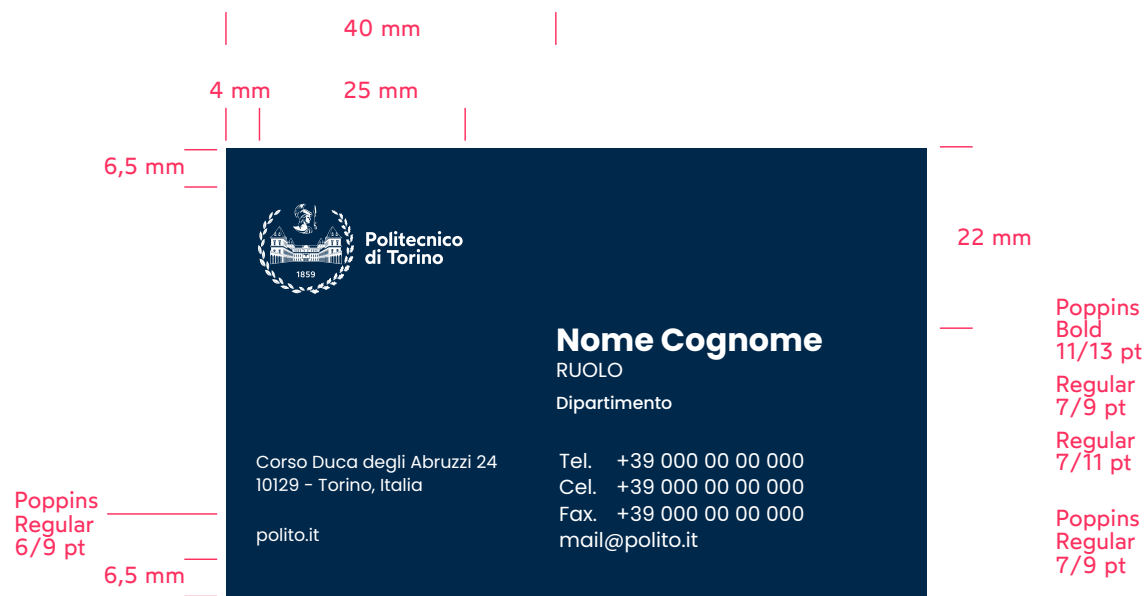 40 mm
4 mm
25 mm
6,5 mm
Politecnico
di Torino
1859
22 mm
Nome Cognome
RUOLO
Dipartimento
Poppins
Bold
11/13 pt
Regular
7/9 pt
Regular
7/11 pt
Corso Duca degli Abruzzi 24
10129 - Torino, Italia
polito.it
Tel. +39 000 00 00 000
Cel. +39 000 00 00 000
Fax. +39 000 00 00 000
mail@polito.it
Poppins
Regular
6/9 pt
6,5 mm
Poppins
Regular
7/9 pt